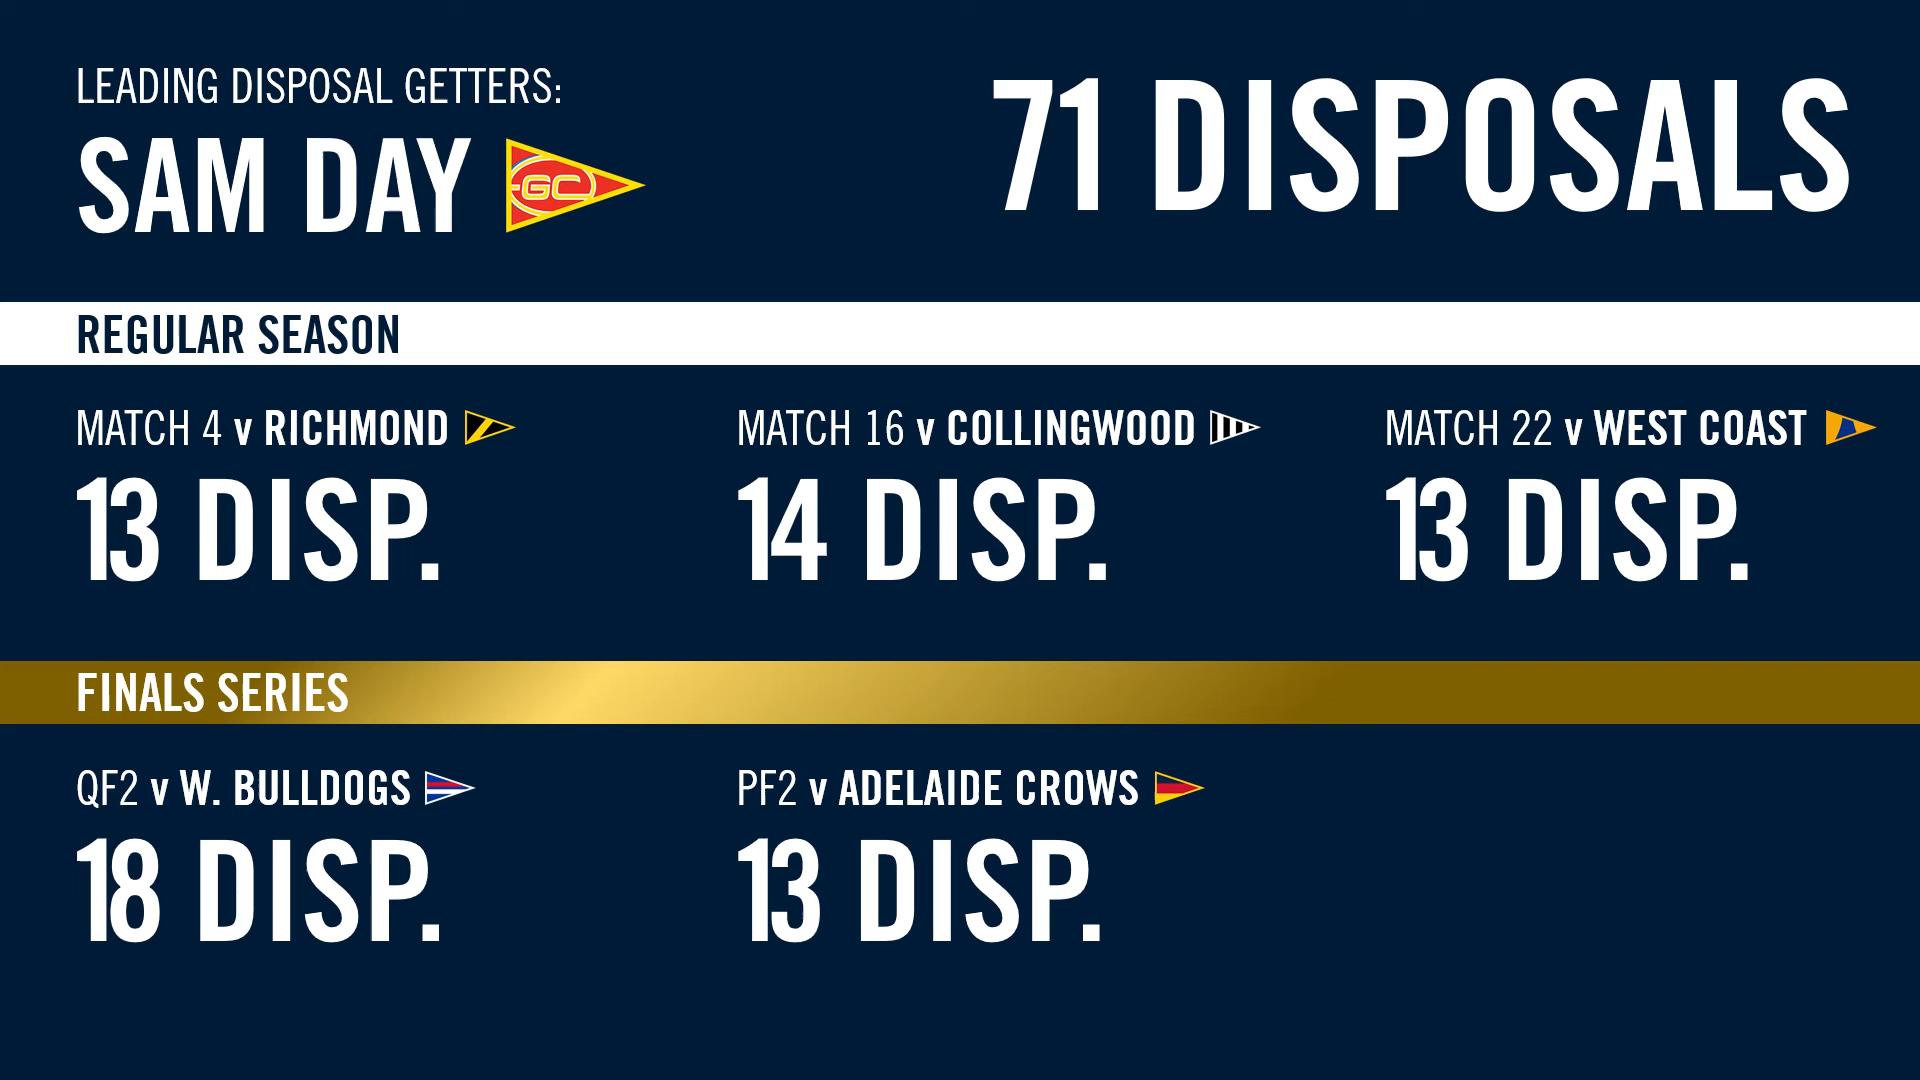 LEADING DISPOSAL GETTERS:
SAM DAY
GC
71 DISPOSALS
REGULAR SEASON
MATCH 4 v RICHMOND
13 DISP.
MATCH 16 v COLLINGWOOD
14 DISP.
MATCH 22 v WEST COAST
13 DISP.
FINALS SERIES
QF2 v W. BULLDOGS
18 DISP.
PF2 v ADELAIDE CROWS
13 DISP.